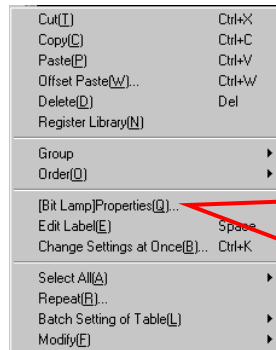 Cut(T) Ctrl+X
Copy(C) Ctrl+C
Paste(P) Ctrl+V
Offset Paste(W)... Ctrl+W
Delete(D) Del
Register Library(N)
Group
Order(O)
[Bit Lamp]Properties(Q)...
Edit Label(E) Space
Change Settings at Once(B)... Ctrl+K
Select All(A)
Repeat(R)...
Batch Setting of Table(L)
Modify(F)